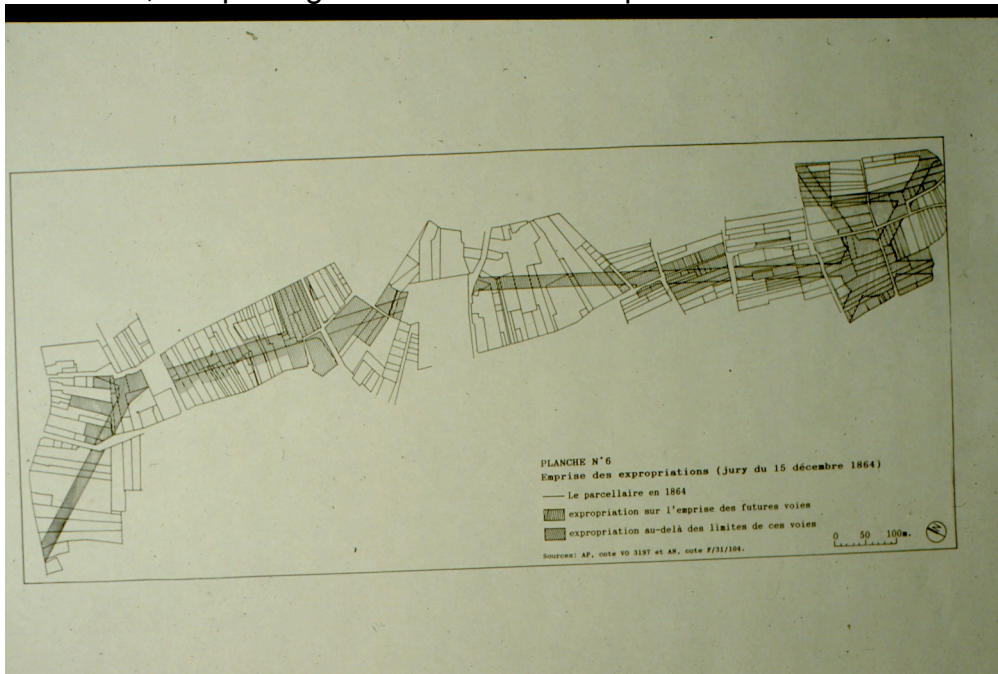 PLANCHE N°6
Emprise des expropriations (jury du 15 décembre 1864)
Le parcellaire en 1864
expropriation sur l'emprise des futures voies
expropriation au-delà des limites de ces voies
Sources: AP, cote VO 3197 et AN, cote F/31/104.
0 50 100m.
N